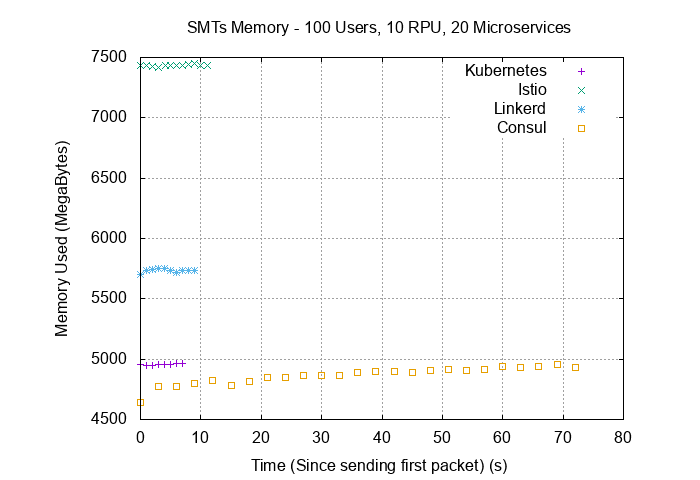 SMTs Memory - 100 Users, 10 RPU, 20 Microservices
7500
7000
6500
6000
5500
5000
4500
Memory Used (MegaBytes)
Kubernetes
Istio
Linkerd
Consul
0 10 20 30 40 50 60 70 80
Time (Since sending first packet) (s)